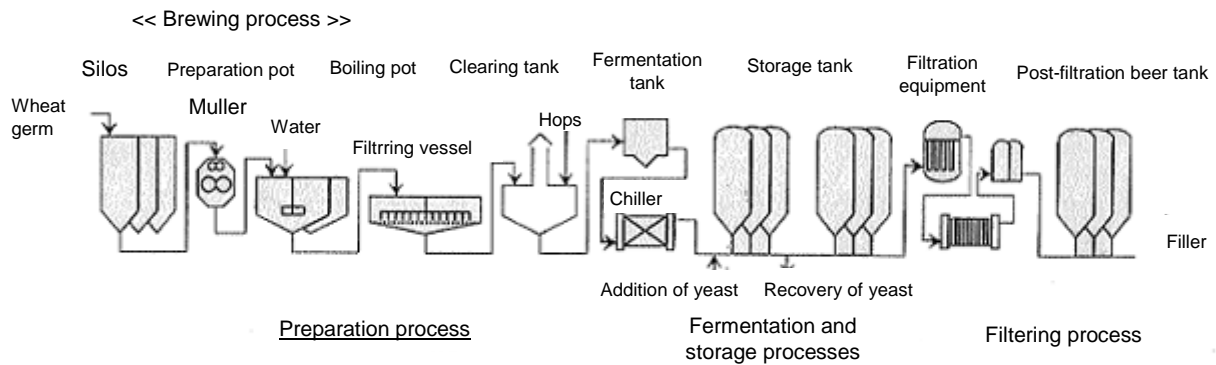 << Brewing process >>
Silos
Preparation pot
Boiling pot
Clearing tank
Fermentation
tank
Storage tank
Filtration
equipment
Post-filtration beer tank
Wheat
germ
Muller
Water
Filtrring vessel
Hops
Chiller
Filler
Addition of yeast
Recovery of yeast
Preparation process
Fermentation and
storage processes
Filtering process